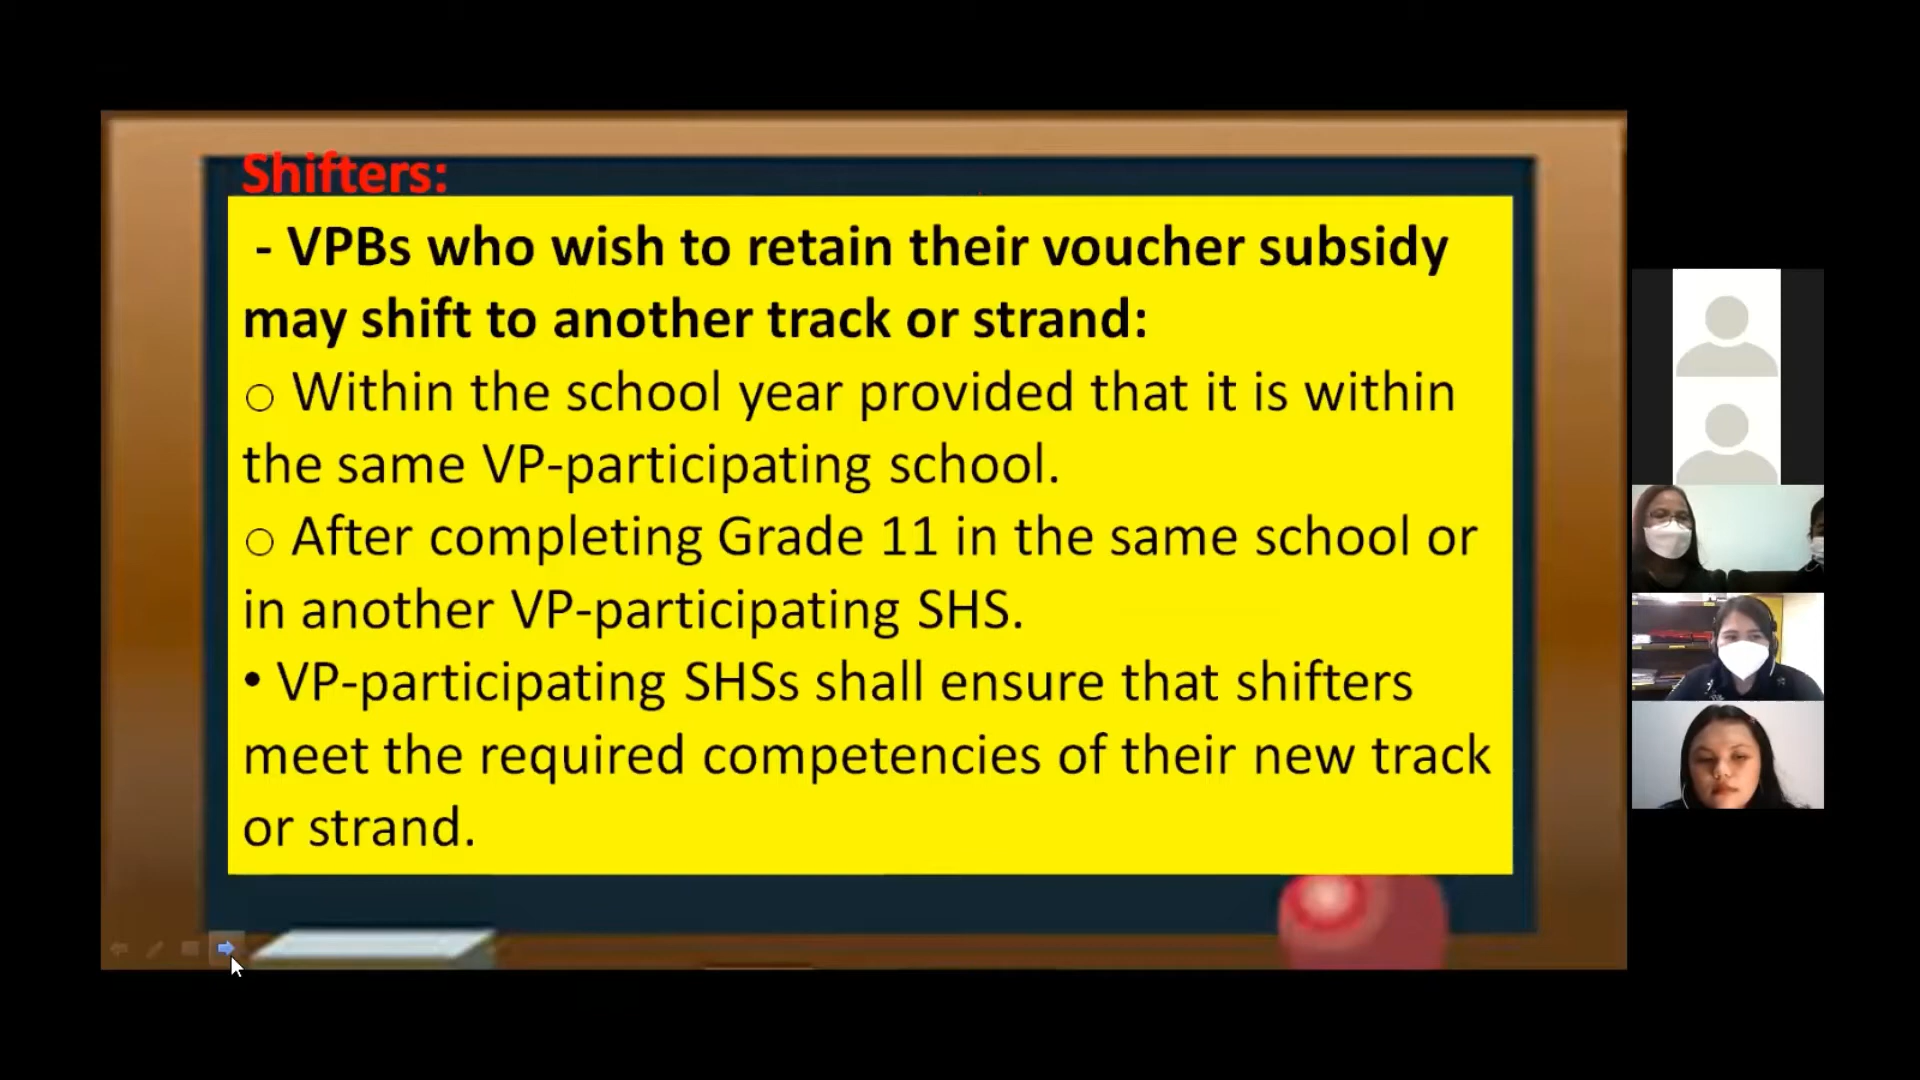 Shifters:
- VPBs who wish to retain their voucher subsidy
may shift to another track or strand:
o Within the school year provided that it is within
the same VP-participating school.
o After completing Grade 11 in the same school or
in another VP-participating SHS.
• VP-participating SHSs shall ensure that shifters
meet the required competencies of their new track
or strand.